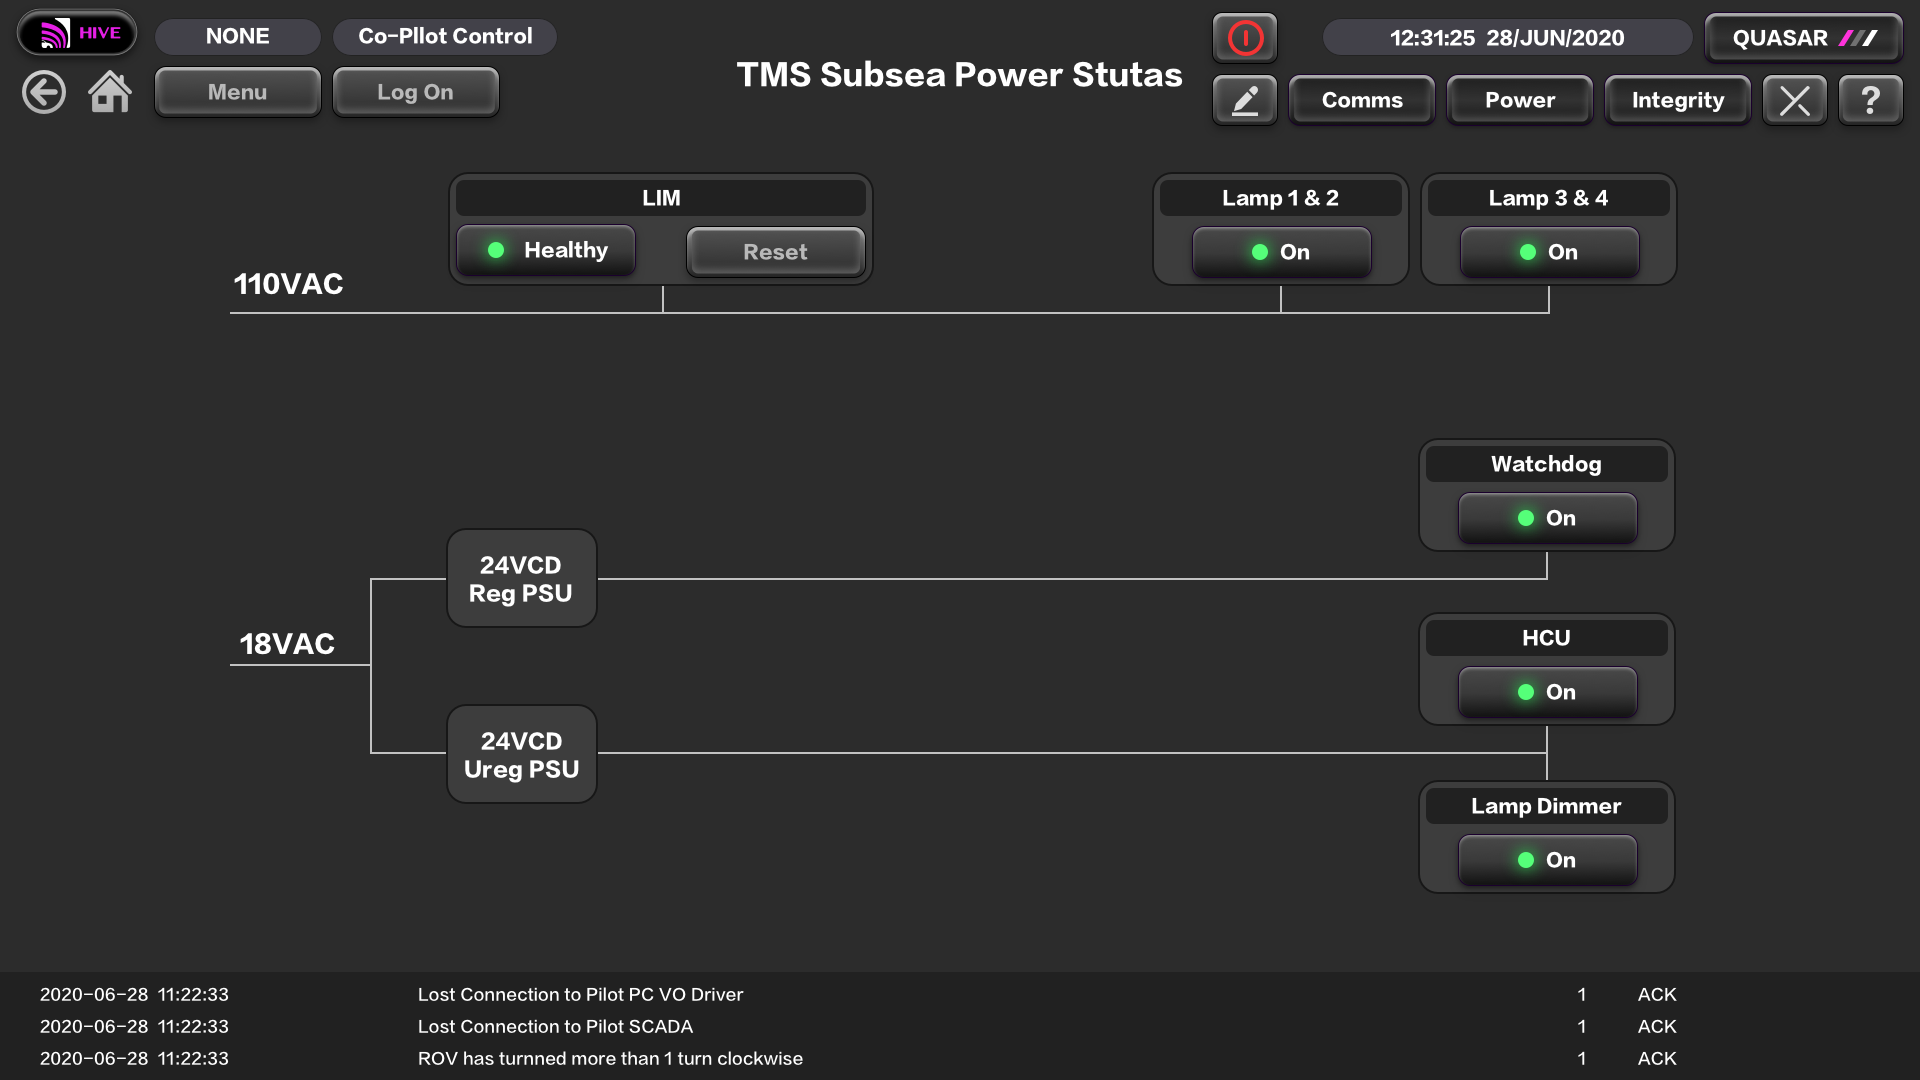 HIVE
NONE
Co-PIlot Control
12:31:25 28/JUN/2020
QUASAR
Menu
Log On
TMS Subsea Power Stutas
Comms
Power
Integrity
?
LIM
Healthy
Reset
Lamp 1 & 2
On
Lamp 3 & 4
On
110VAC
Watchdog
On
24VCD
Reg PSU
18VAC
HCU
On
24VCD
Ureg PSU
Lamp Dimmer
On
2020-06-28 11:22:33 Lost Connection to Pilot PC VO Driver 1 ACK
2020-06-28 11:22:33 Lost Connection to Pilot SCADA 1 ACK
2020-06-28 11:22:33 ROV has turnned more than 1 turn clockwise 1 ACK